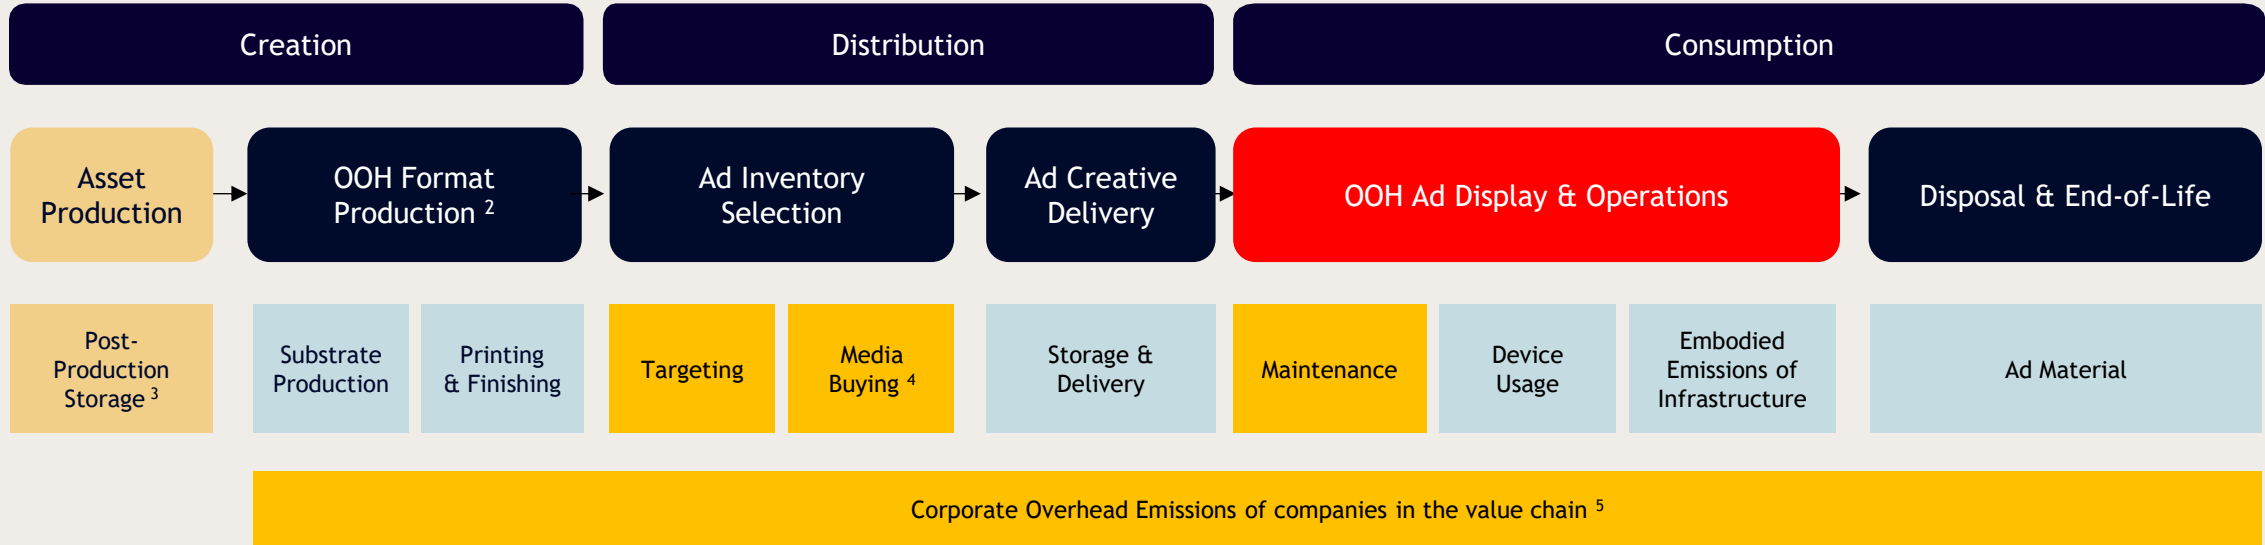 Creation
Distribution
Consumption
Asset
Production
OOH Format
Production 2
Ad Inventory
Selection
Ad Creative
Delivery
OOH Ad Display & Operations
Disposal & End-of-Life
Post-
Production
Storage 3
Substrate
Production
Printing
& Finishing
Targeting
Media
Buying 4
Storage &
Delivery
Maintenance
Device
Usage
Embodied
Emissions of
Infrastructure
Ad Material
Corporate Overhead Emissions of companies in the value chain 5